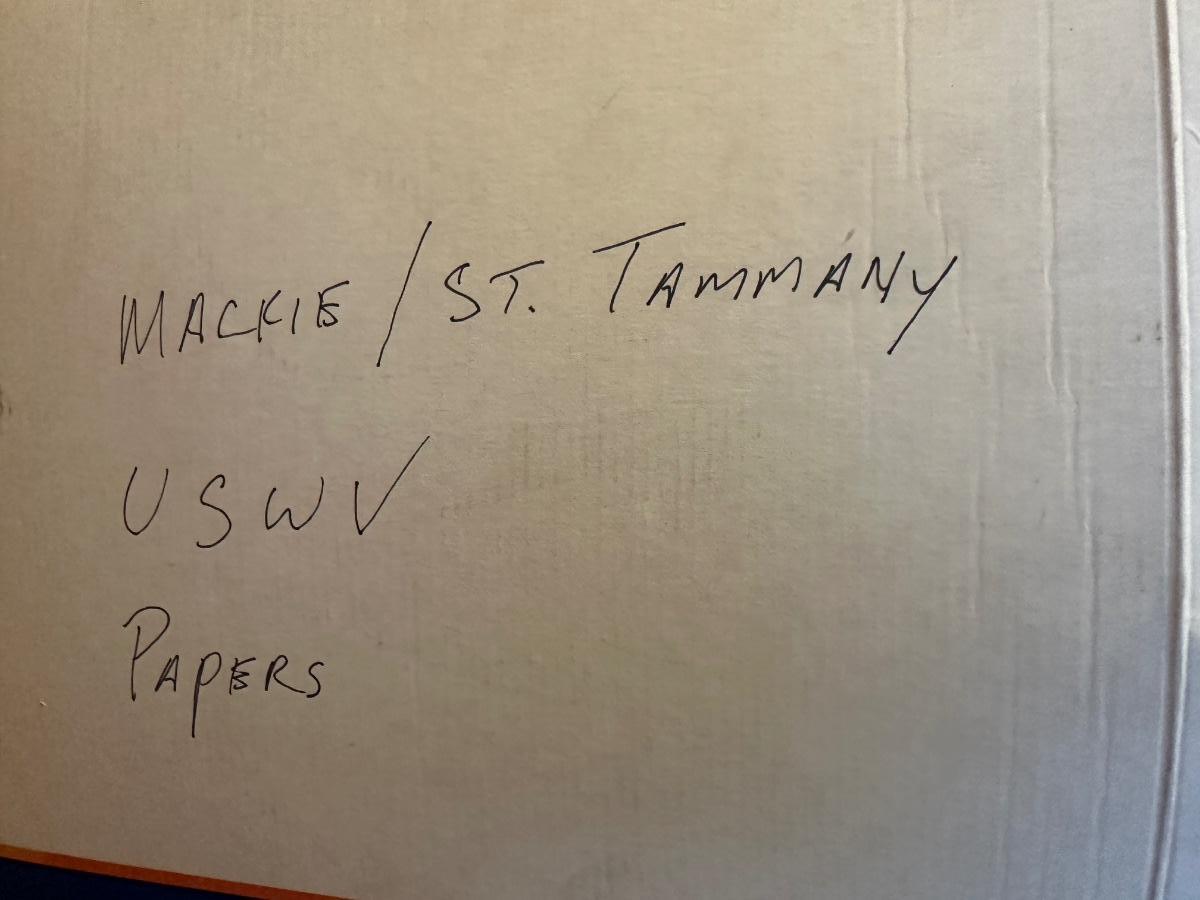 MACKIE / ST. TAMMANY
USWV
PAPERS